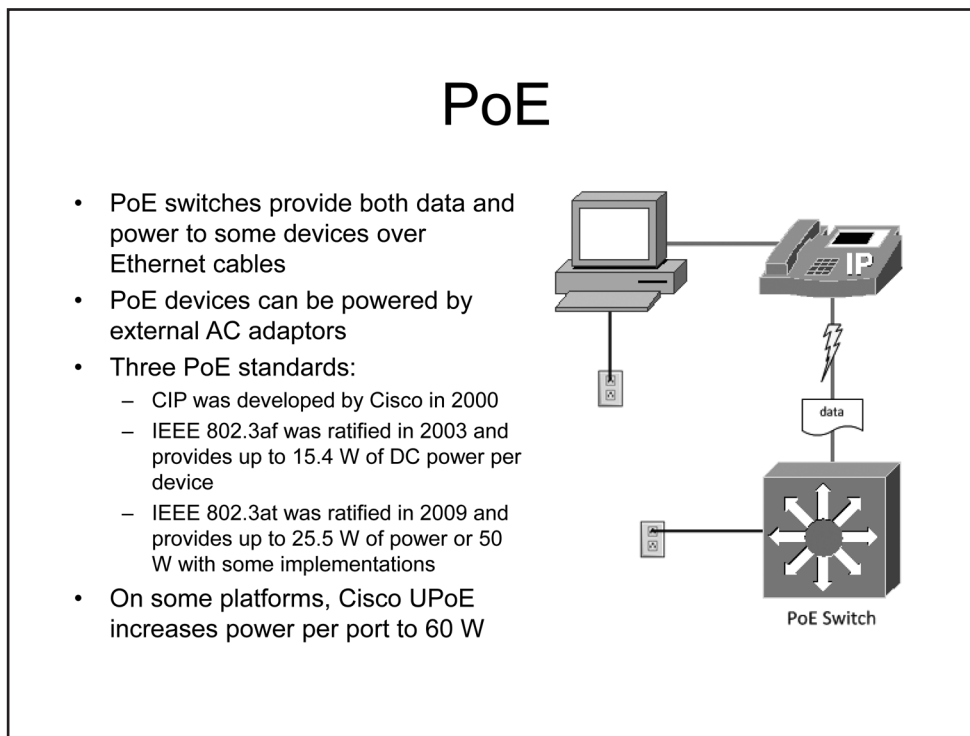 PoE
• PoE switches provide both data and
power to some devices over
Ethernet cables
• PoE devices can be powered by
external AC adaptors
• Three PoE standards:
– CIP was developed by Cisco in 2000
– IEEE 802.3af was ratified in 2003 and
provides up to 15.4 W of DC power per
device
– IEEE 802.3at was ratified in 2009 and
provides up to 25.5 W of power or 50
W with some implementations
• On some platforms, Cisco UPoE
increases power per port to 60 W
IP
data
PoE Switch